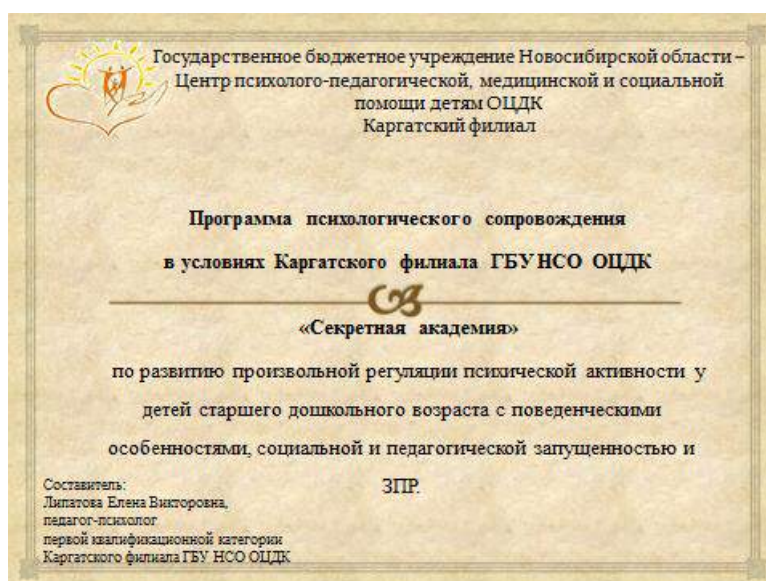 Государственное бюджетное учреждение Новосибирской области –
Центр психолого-педагогической, медицинской и социальной
помощи детям ОЦДК
Каргатский филиал
Программа психологического сопровождения
в условиях Каргатского филиала ГБУ НСО ОЦДК
«Секретная академия»
по развитию произвольной регуляции психической активности у
детей старшего дошкольного возраста с поведенческими
особенностями, социальной и педагогической запущенностью и
ЗПР.
Составитель:
Липатова Елена Викторовна,
педагог-психолог
первой квалификационной категории
Каргатского филиала ГБУ НСО ОЦДК